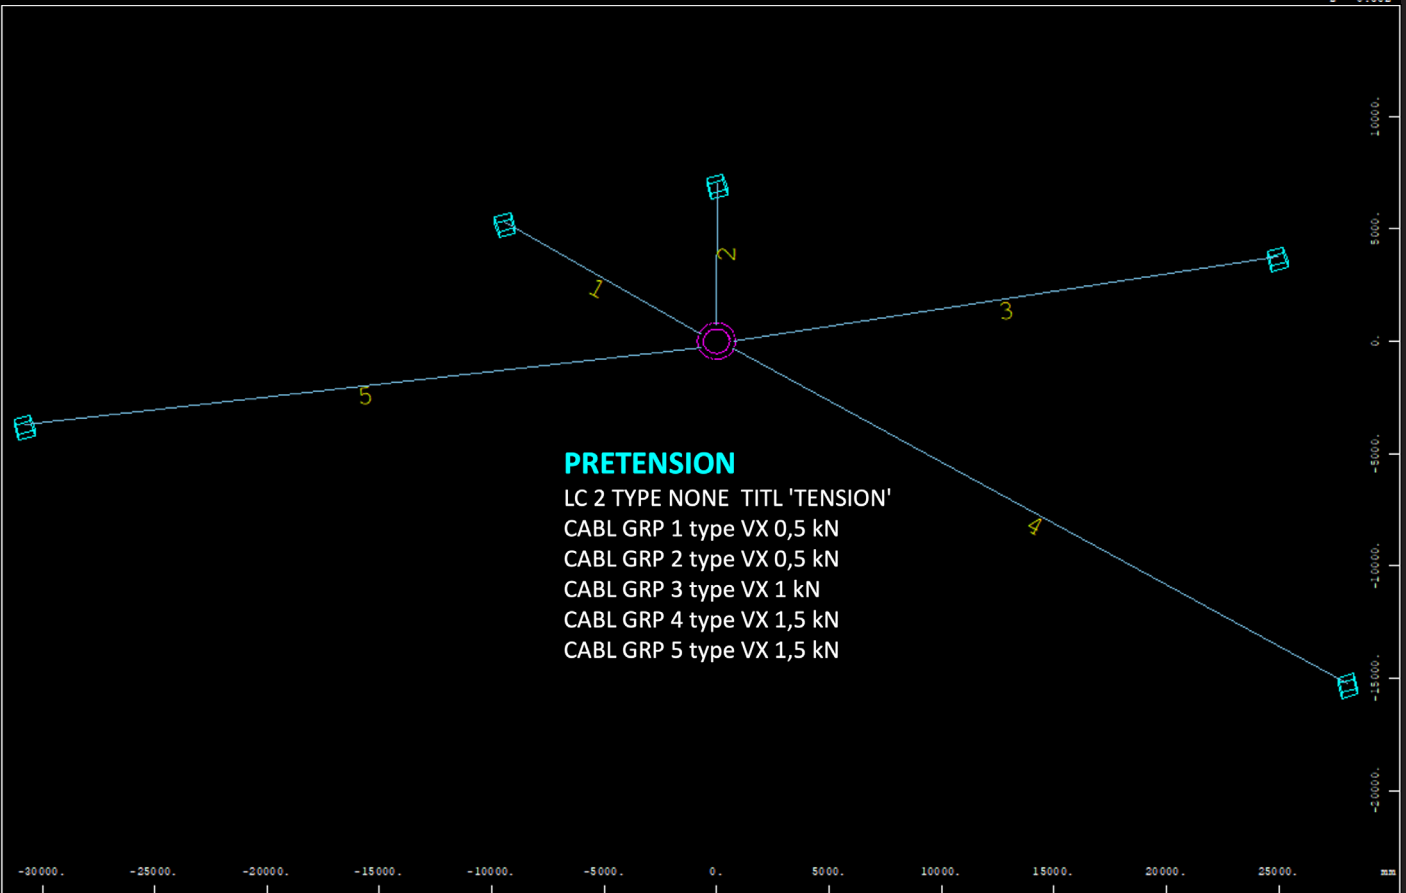 10000.
5000.
2
1
3
0.
5
PRETENSION
-5000.
LC 2 TYPE NONE  TITL 'TENSION'
CABL GRP 1 type VX 0,5 kN
4
CABL GRP 2 type VX 0,5 kN
-10000.
CABL GRP 3 type VX 1 kN
CABL GRP 4 type VX 1,5 kN
CABL GRP 5 type VX 1,5 kN
-15000.
-20000.
-30000. -25000. -20000. -15000. -10000. -5000. 0. 5000. 10000. 15000. 20000. 25000. mm